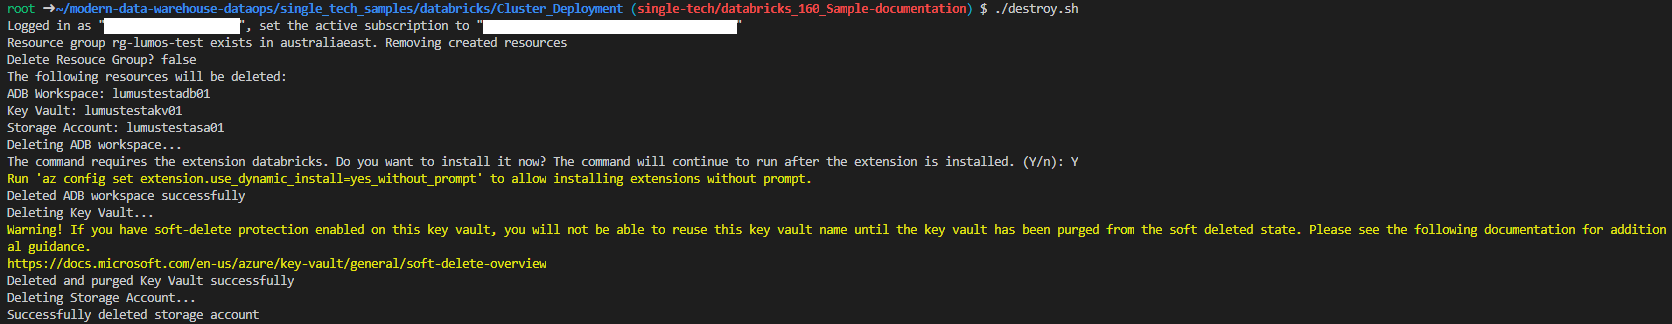 root ➜~/modern-data-warehouse-dataops/single_tech_samples/databricks/Cluster_Deployment (single-tech/databricks_160_Sample-documentation) $ ./destroy.sh
Logged in as "", set the active subscription to ""
Resource group rg-lumos-test exists in australiaeast. Removing created resources
Delete Resouce Group? false
The following resources will be deleted:
ADB Workspace: lumustestadb01
Key Vault: lumustestakv01
Storage Account: lumustestasa01
Deleting ADB workspace...
The command requires the extension databricks. Do you want to install it now? The command will continue to run after the extension is installed. (Y/n): Y
Run 'az config set extension.use_dynamic_install=yes_without_prompt' to allow installing extensions without prompt.
Deleted ADB workspace successfully
Deleting Key Vault...
Warning! If you have soft-delete protection enabled on this key vault, you will not be able to reuse this key vault name until the key vault has been purged from the soft deleted state. Please see the following documentation for addition
al guidance.
https://docs.microsoft.com/en-us/azure/key-vault/general/soft-delete-overview
Deleted and purged Key Vault successfully
Deleting Storage Account...
Successfully deleted storage account